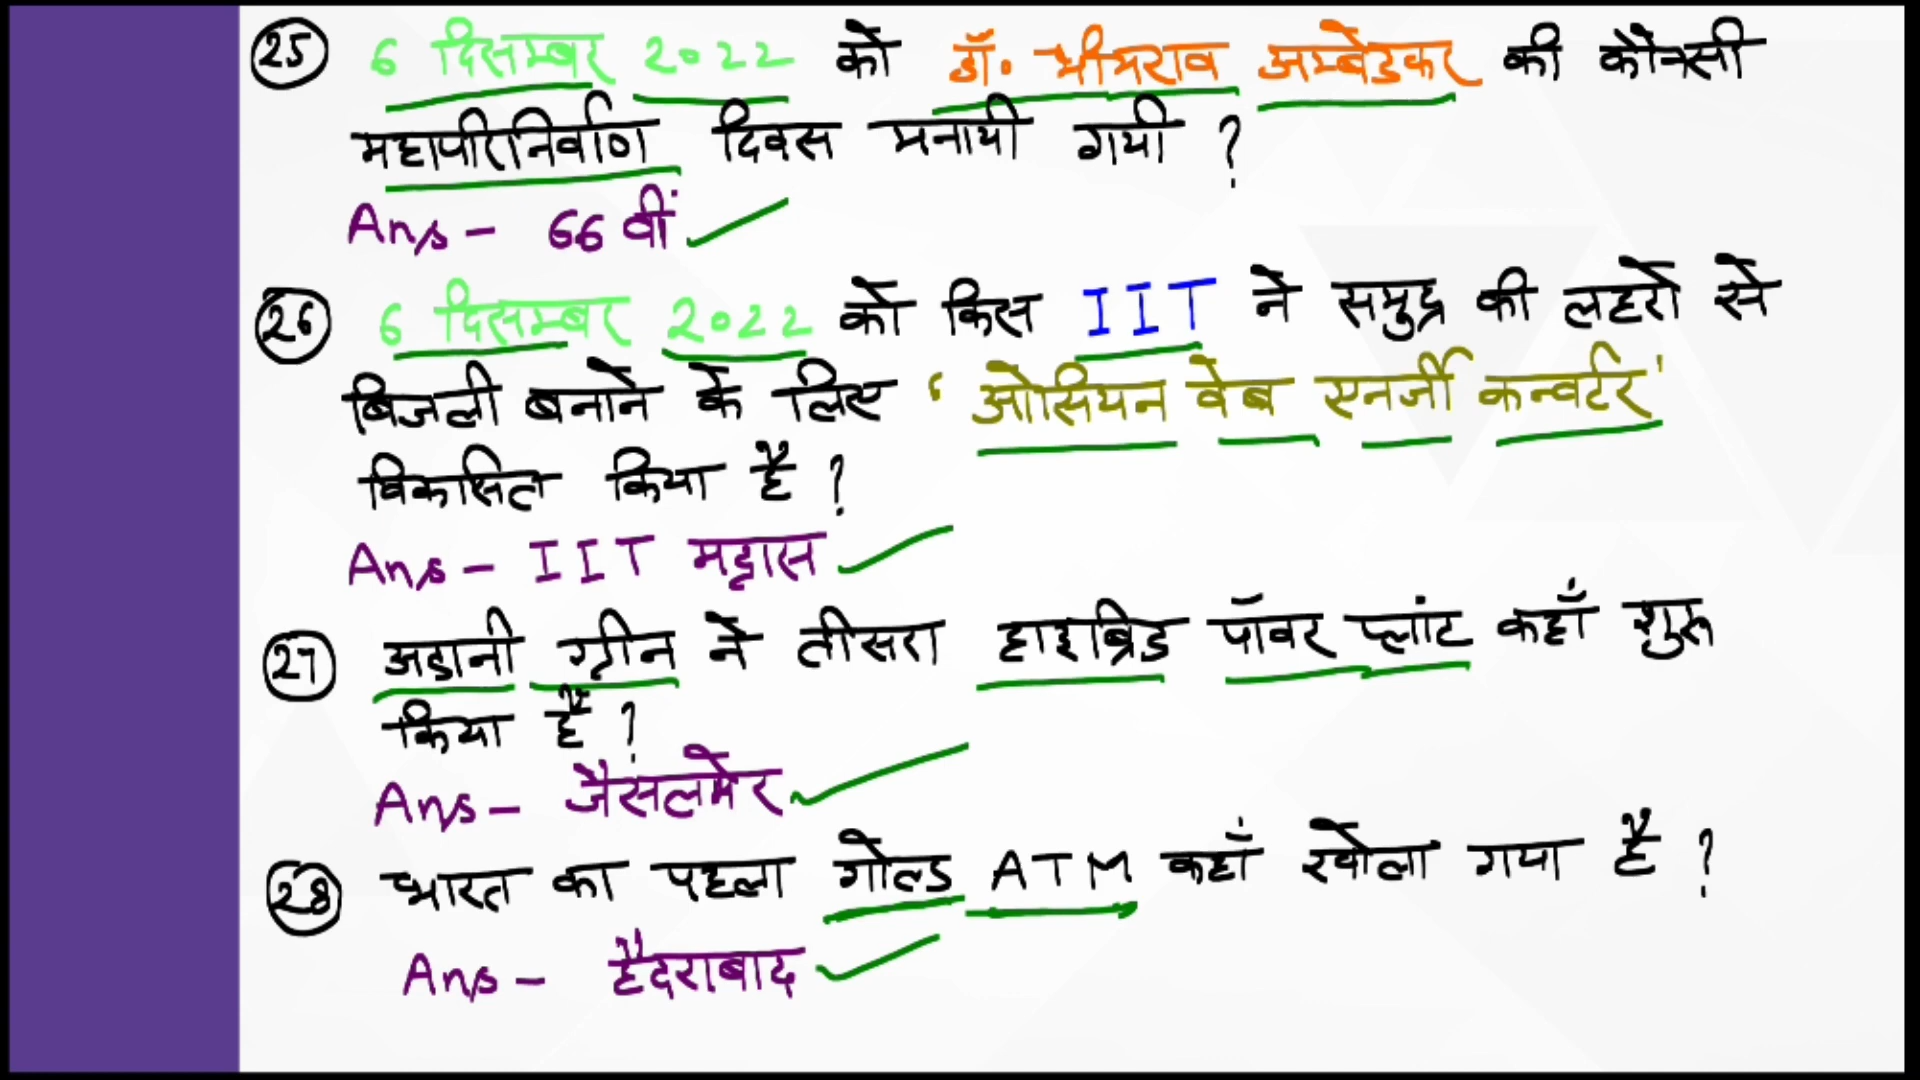 25 6 दिसम्बर 2022 को डॉ. भीमराव अम्बेडकर की कौनसी
महापरिनिर्वाण दिवस मनायी गयी ?
Ans - 66 वीं
26 6 दिसम्बर 2022 को किस IIT ने समुद्र की लहरों से
बिजली बनाने के लिए ' ओसियन वेब एनर्जी कन्वर्टर '
विकसित किया है ?
Ans - IIT मद्रास
27 अडानी ग्रीन ने तीसरा हाइब्रिड पॉवर प्लांट कहाँ शुरू
किया है ?
Ans - जैसलमेर
28 भारत का पहला गोल्ड ATM कहाँ खोला गया है ?
Ans - हैदराबाद